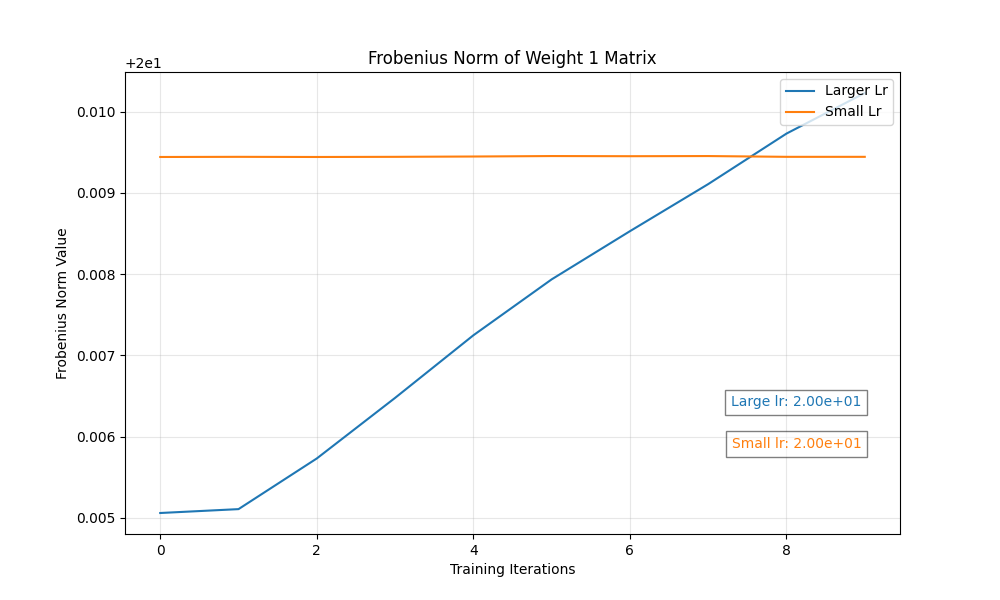 Frobenius Norm of Weight 1 Matrix
+2e1
Larger Lr
Small Lr
0.010
0.009
0.008
0.007
0.006
0.005
Frobenius Norm Value
Large lr: 2.00e+01
Small lr: 2.00e+01
0 2 4 6 8
Training Iterations